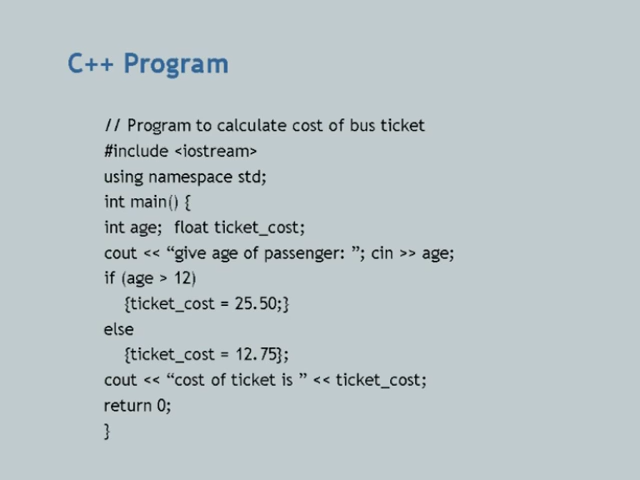 C++ Program
// Program to calculate cost of bus ticket
#include <iostream>
using namespace std;
int main() {
int age;  float ticket_cost;
cout << “give age of passenger: ”; cin >> age;
if (age > 12)
{ticket_cost = 25.50;}
else
{ticket_cost = 12.75};
cout << “cost of ticket is ” << ticket_cost;
return 0;
}